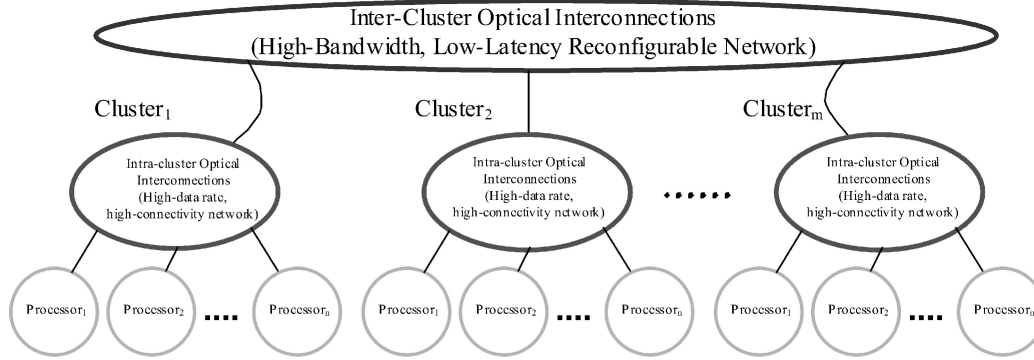 Inter-Cluster Optical Interconnections
(High-Bandwidth, Low-Latency Reconfigurable Network)
Cluster₁
Cluster₂
Clusterₘ
Intra-cluster Optical
Interconnections
(High-data rate,
high-connectivity network)
Intra-cluster Optical
Interconnections
(High-data rate,
high-connectivity network)
......
Intra-cluster Optical
Interconnections
(High-data rate,
high-connectivity network)
Processor₁
Processor₂
....
Processorₙ
Processor₁
Processor₂
....
Processorₙ
Processor₁
Processor₂
....
Processorₙ